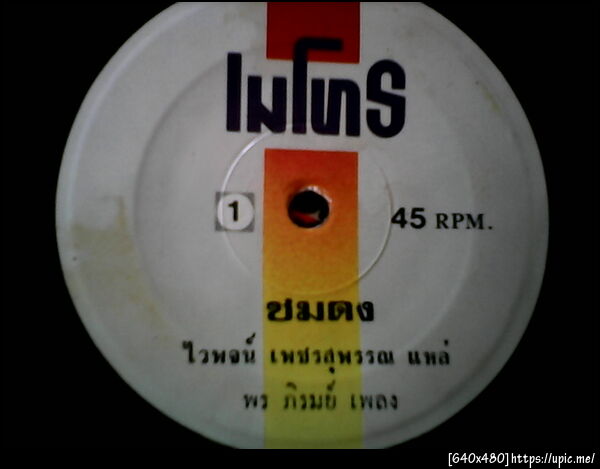 เมโทร
1
45 RPM.
ชมดง
ไวพจน์ เพชรสุพรรณ แหล่
พร ภิรมย์ เพลง
[640x480]https://upic.me/